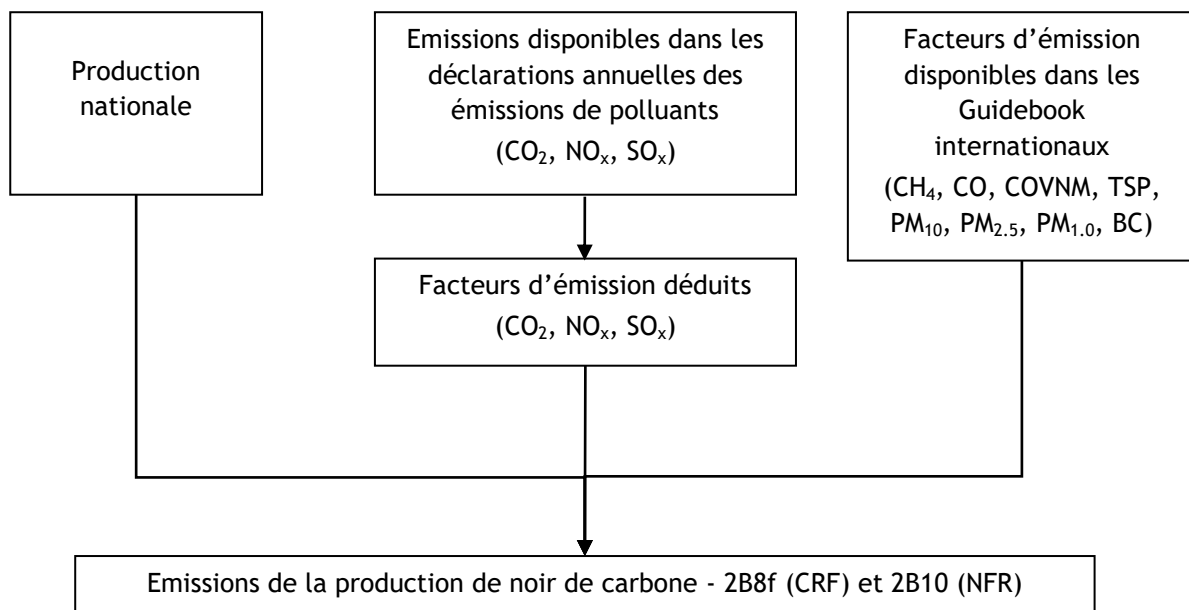 Production
nationale
Emissions disponibles dans les
déclarations annuelles des
émissions de polluants
(CO₂, NOₓ, SOₓ)
Facteurs d’émission
disponibles dans les
Guidebook
internationaux
(CH₄, CO, COVNM, TSP,
PM₁₀, PM₂.₅, PM₁.₀, BC)
Facteurs d’émission déduits
(CO₂, NOₓ, SOₓ)
Emissions de la production de noir de carbone - 2B8f (CRF) et 2B10 (NFR)